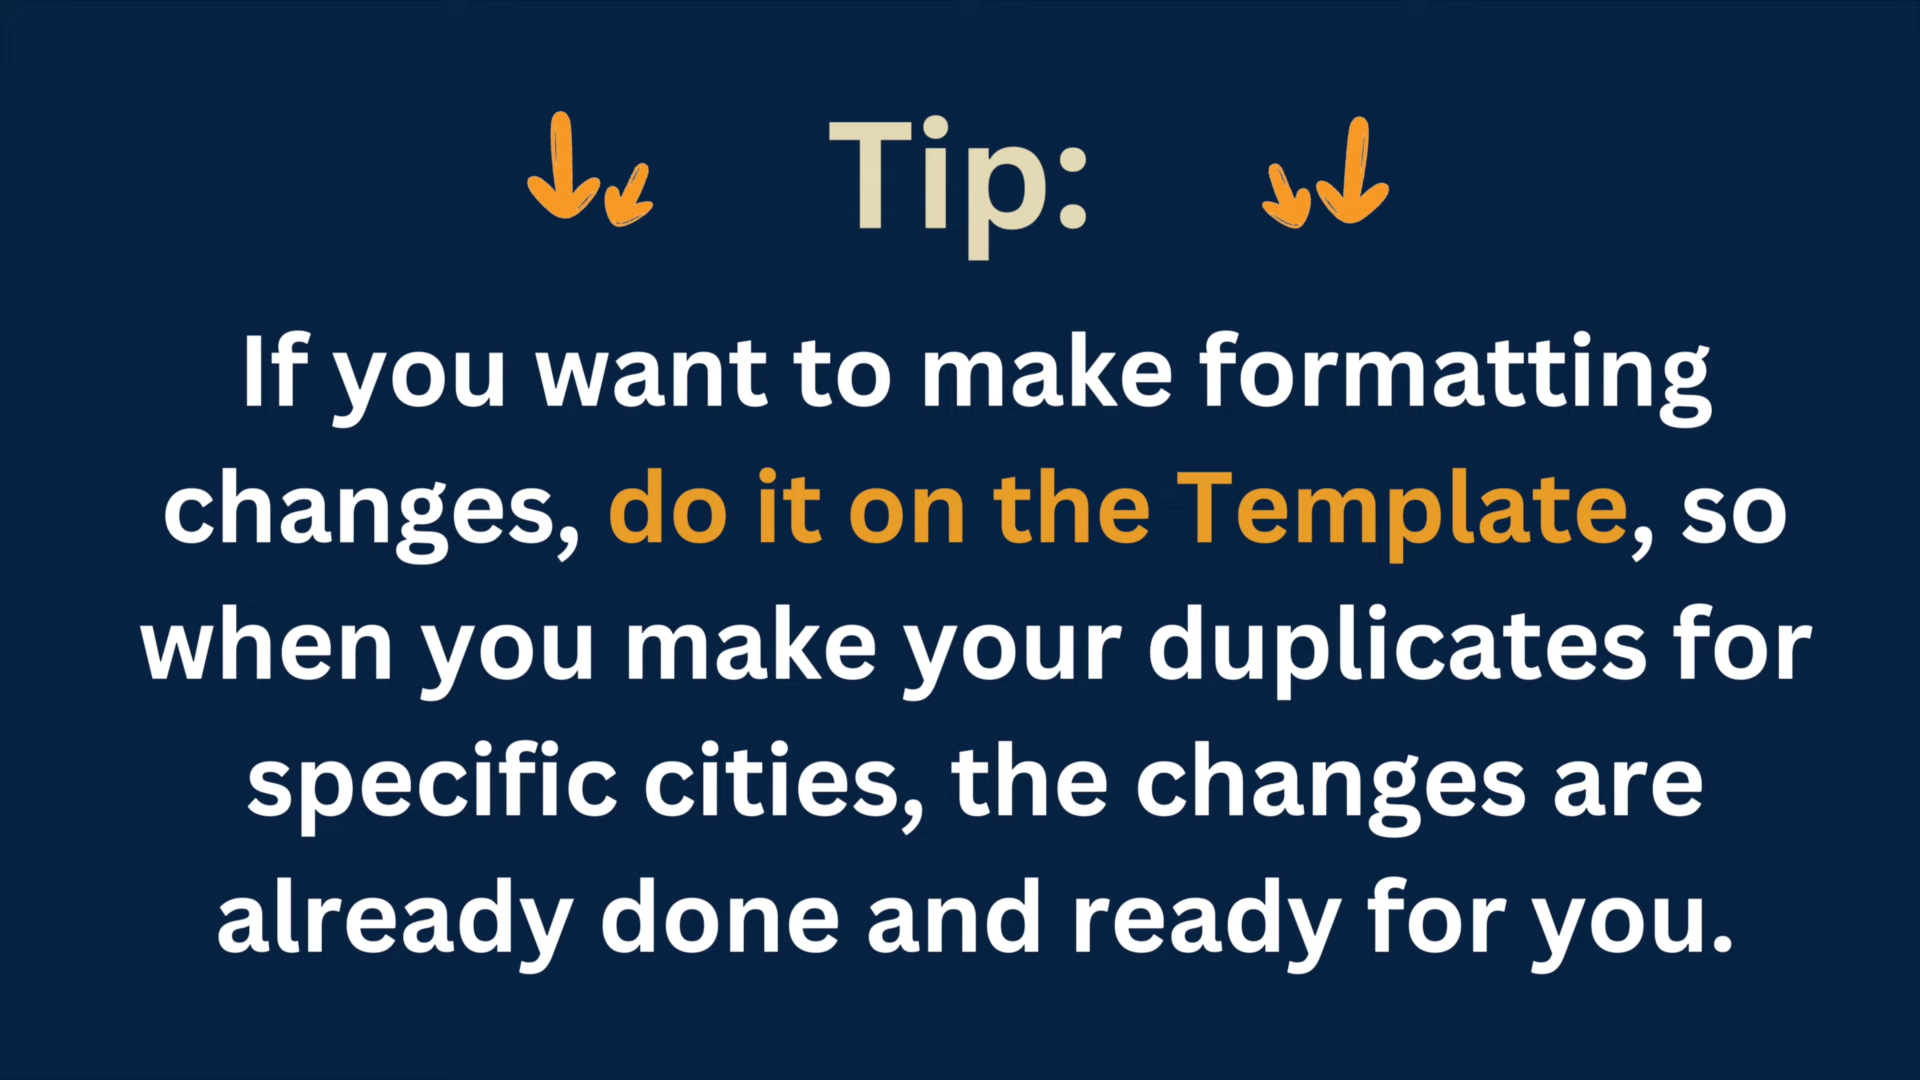 Tip:
If you want to make formatting
changes, do it on the Template, so
when you make your duplicates for
specific cities, the changes are
already done and ready for you.